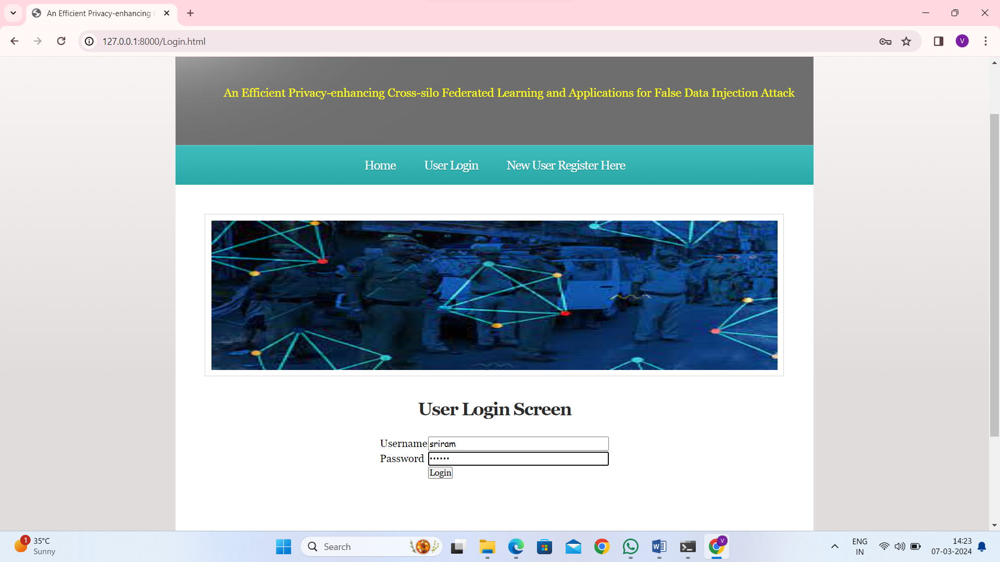 An Efficient Privacy-enhancing
127.0.0.1:8000/Login.html
V
An Efficient Privacy-enhancing Cross-silo Federated Learning and Applications for False Data Injection Attack
Home User Login New User Register Here
User Login Screen
Username sriram
Password ••••••
Login
1
35°C
Sunny
Search
V
ENG
IN
14:23
07-03-2024